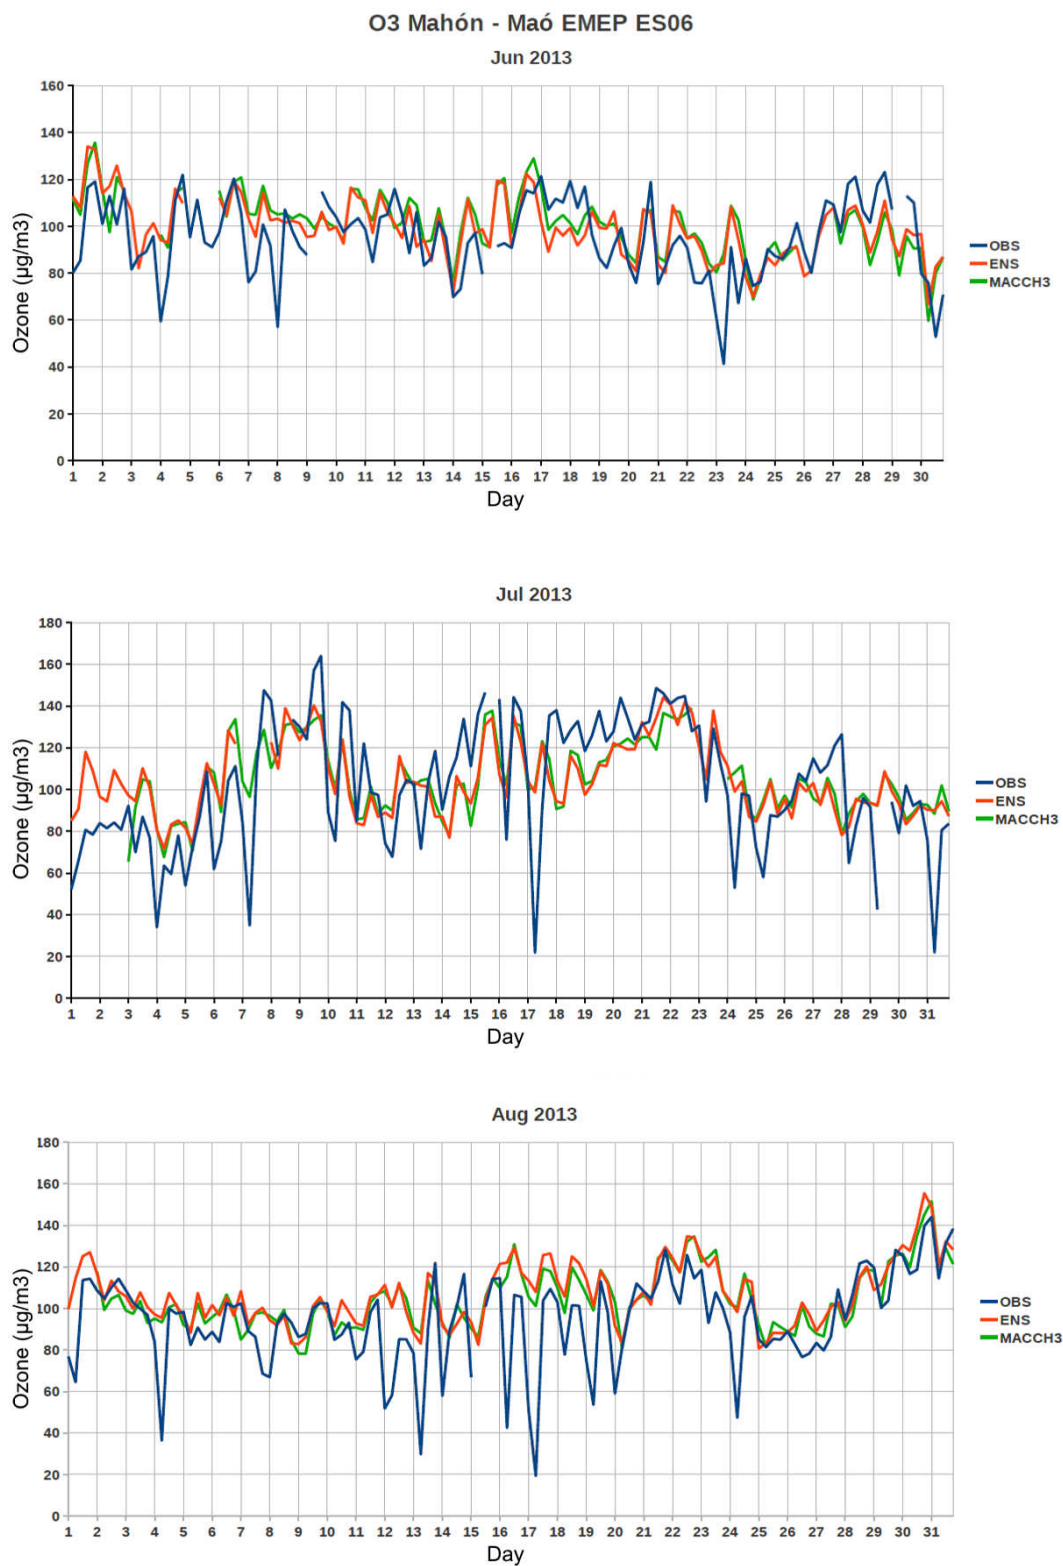 O3 Mahón - Maó EMEP ES06
Jun 2013
160
140
120
100
80
60
40
20
0
Ozone (µg/m3)
1 2 3 4 5 6 7 8 9 10 11 12 13 14 15 16 17 18 19 20 21 22 23 24 25 26 27 28 29 30
Day
OBS
ENS
MACCH3
Jul 2013
180
160
140
120
100
80
60
40
20
0
Ozone (µg/m3)
1 2 3 4 5 6 7 8 9 10 11 12 13 14 15 16 17 18 19 20 21 22 23 24 25 26 27 28 29 30 31
Day
OBS
ENS
MACCH3
Aug 2013
180
160
140
120
100
80
60
40
20
0
Ozone (µg/m3)
1 2 3 4 5 6 7 8 9 10 11 12 13 14 15 16 17 18 19 20 21 22 23 24 25 26 27 28 29 30 31
Day
OBS
ENS
MACCH3